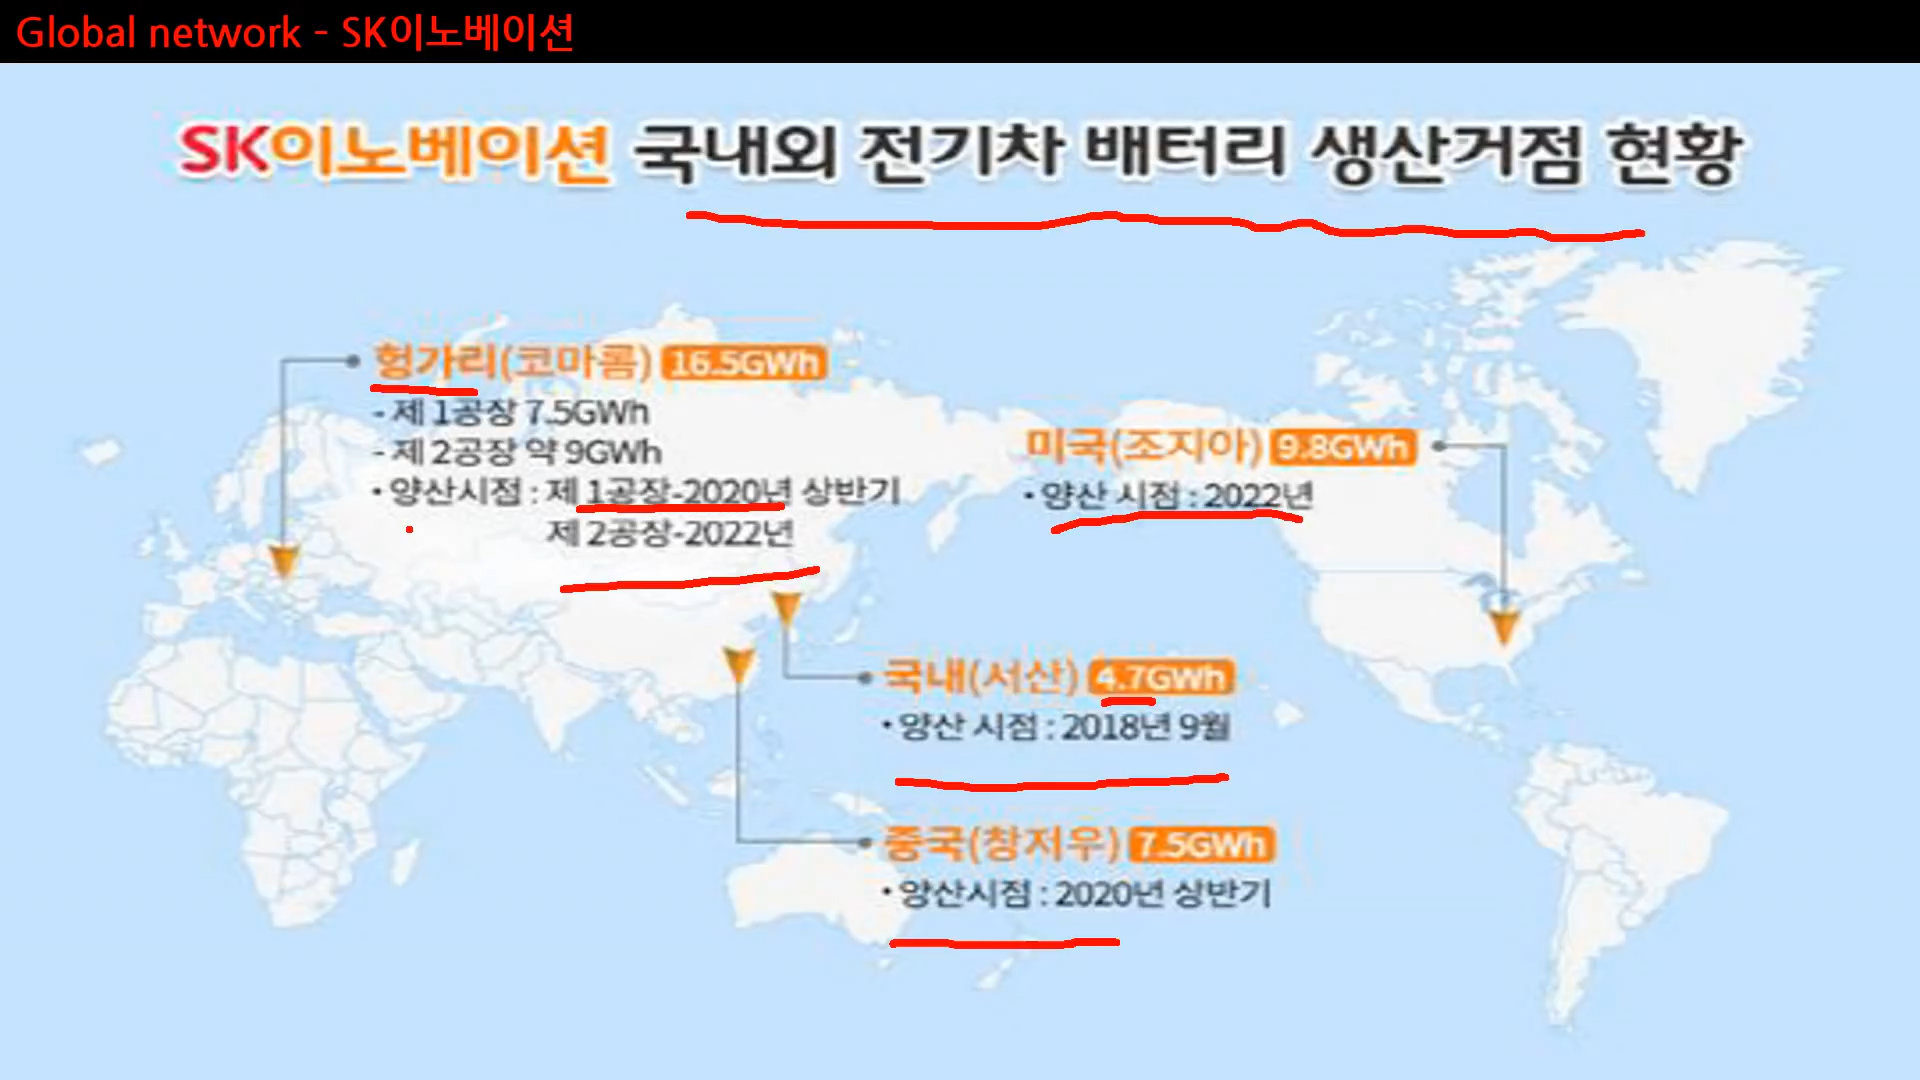 Global network - SK이노베이션
SK이노베이션 국내외 전기차 배터리 생산거점 현황
헝가리(코마롬) 16.5GWh
- 제 1공장 7.5GWh
- 제 2공장 약 9GWh
• 양산시점 : 제 1공장-2020년 상반기
제 2공장-2022년
미국(조지아) 9.8GWh
• 양산 시점 : 2022년
국내(서산) 4.7GWh
• 양산 시점 : 2018년 9월
중국(창저우) 7.5GWh
• 양산시점 : 2020년 상반기